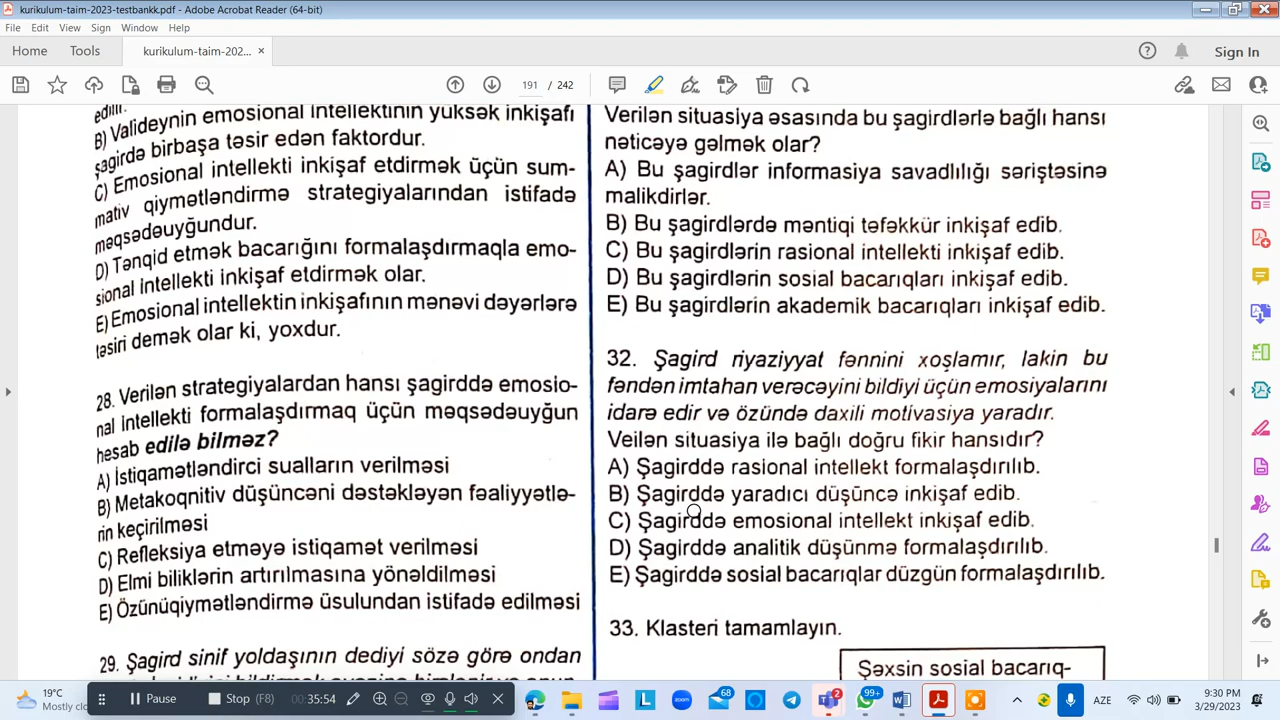 kurikulum-taim-2023-testbankk.pdf - Adobe Acrobat Reader (64-bit)
File Edit View Sign Window Help
Home Tools kurikulum-taim-202... × Sign In
191 / 242
edilir.
B) Valideynin emosional intellektinin yüksək inkişafı
şagirdə birbaşa təsir edən faktordur.
C) Emosional intellekti inkişaf etdirmək üçün sum-
mativ qiymətləndirmə strategiyalarından istifadə
məqsədəuyğundur.
D) Tənqid etmək bacarığını formalaşdırmaqla emo-
sional intellekti inkişaf etdirmək olar.
E) Emosional intellektin inkişafının mənəvi dəyərlərə
təsiri demək olar ki, yoxdur.
28. Verilən strategiyalardan hansı şagirddə emosio-
nal intellekti formalaşdırmaq üçün məqsədəuyğun
hesab edilə bilməz?
A) İstiqamətləndirci sualların verilməsi
B) Metakoqnitiv düşüncəni dəstəkləyən fəaliyyətlə-
rin keçirilməsi
C) Refleksiya etməyə istiqamət verilməsi
D) Elmi biliklərin artırılmasına yönəldilməsi
E) Özünüqiymətləndirmə üsulundan istifadə edilməsi
29. Şagird sinif yoldaşının dediyi sözə görə ondan
Verilən situasiya əsasında bu şagirdlərlə bağlı hansı
nəticəyə gəlmək olar?
A) Bu şagirdlər informasiya savadlılığı səriştəsinə
malikdirlər.
B) Bu şagirdlərdə məntiqi təfəkkür inkişaf edib.
C) Bu şagirdlərin rasional intellekti inkişaf edib.
D) Bu şagirdlərin sosial bacarıqları inkişaf edib.
E) Bu şagirdlərin akademik bacarıqları inkişaf edib.
32. Şagird riyaziyyat fənnini xoşlamır, lakin bu
fəndən imtahan verəcəyini bildiyi üçün emosiyalarını
idarə edir və özündə daxili motivasiya yaradır.
Veilən situasiya ilə bağlı doğru fikir hansıdır?
A) Şagirddə rasional intellekt formalaşdırılıb.
B) Şagirddə yaradıcı düşüncə inkişaf edib.
C) Şagirddə emosional intellekt inkişaf edib.
D) Şagirddə analitik düşünmə formalaşdırılıb.
E) Şagirddə sosial bacarıqlar düzgün formalaşdırılıb.
33. Klasteri tamamlayın.
Şəxsin sosial bacarıq-
19°C
Mostly clo
Pause Stop (F8) 00:35:54
68 2 99+
AZE
9:30 PM
3/29/2023